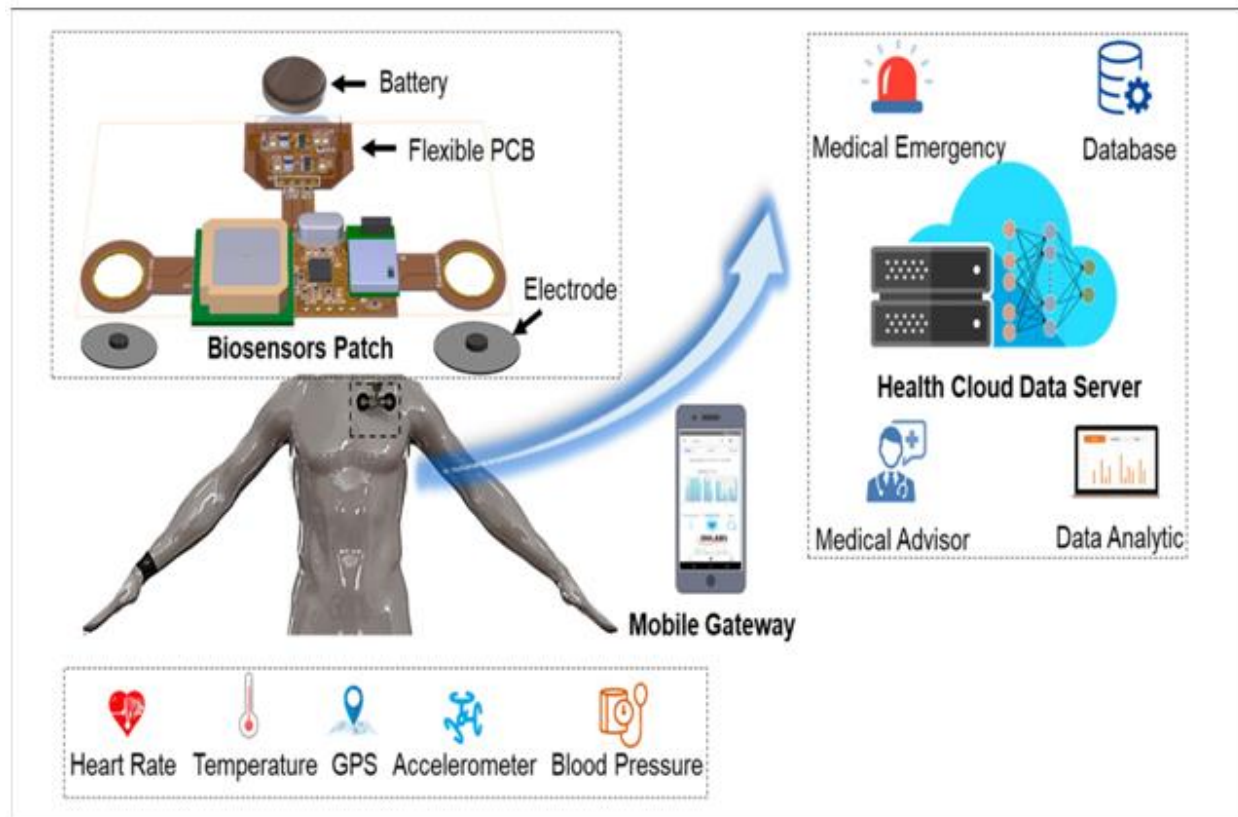 Battery
Flexible PCB
Electrode
Biosensors Patch
Medical Emergency
Database
Health Cloud Data Server
Medical Advisor
Data Analytic
Mobile Gateway
Heart Rate
Temperature
GPS
Accelerometer
Blood Pressure